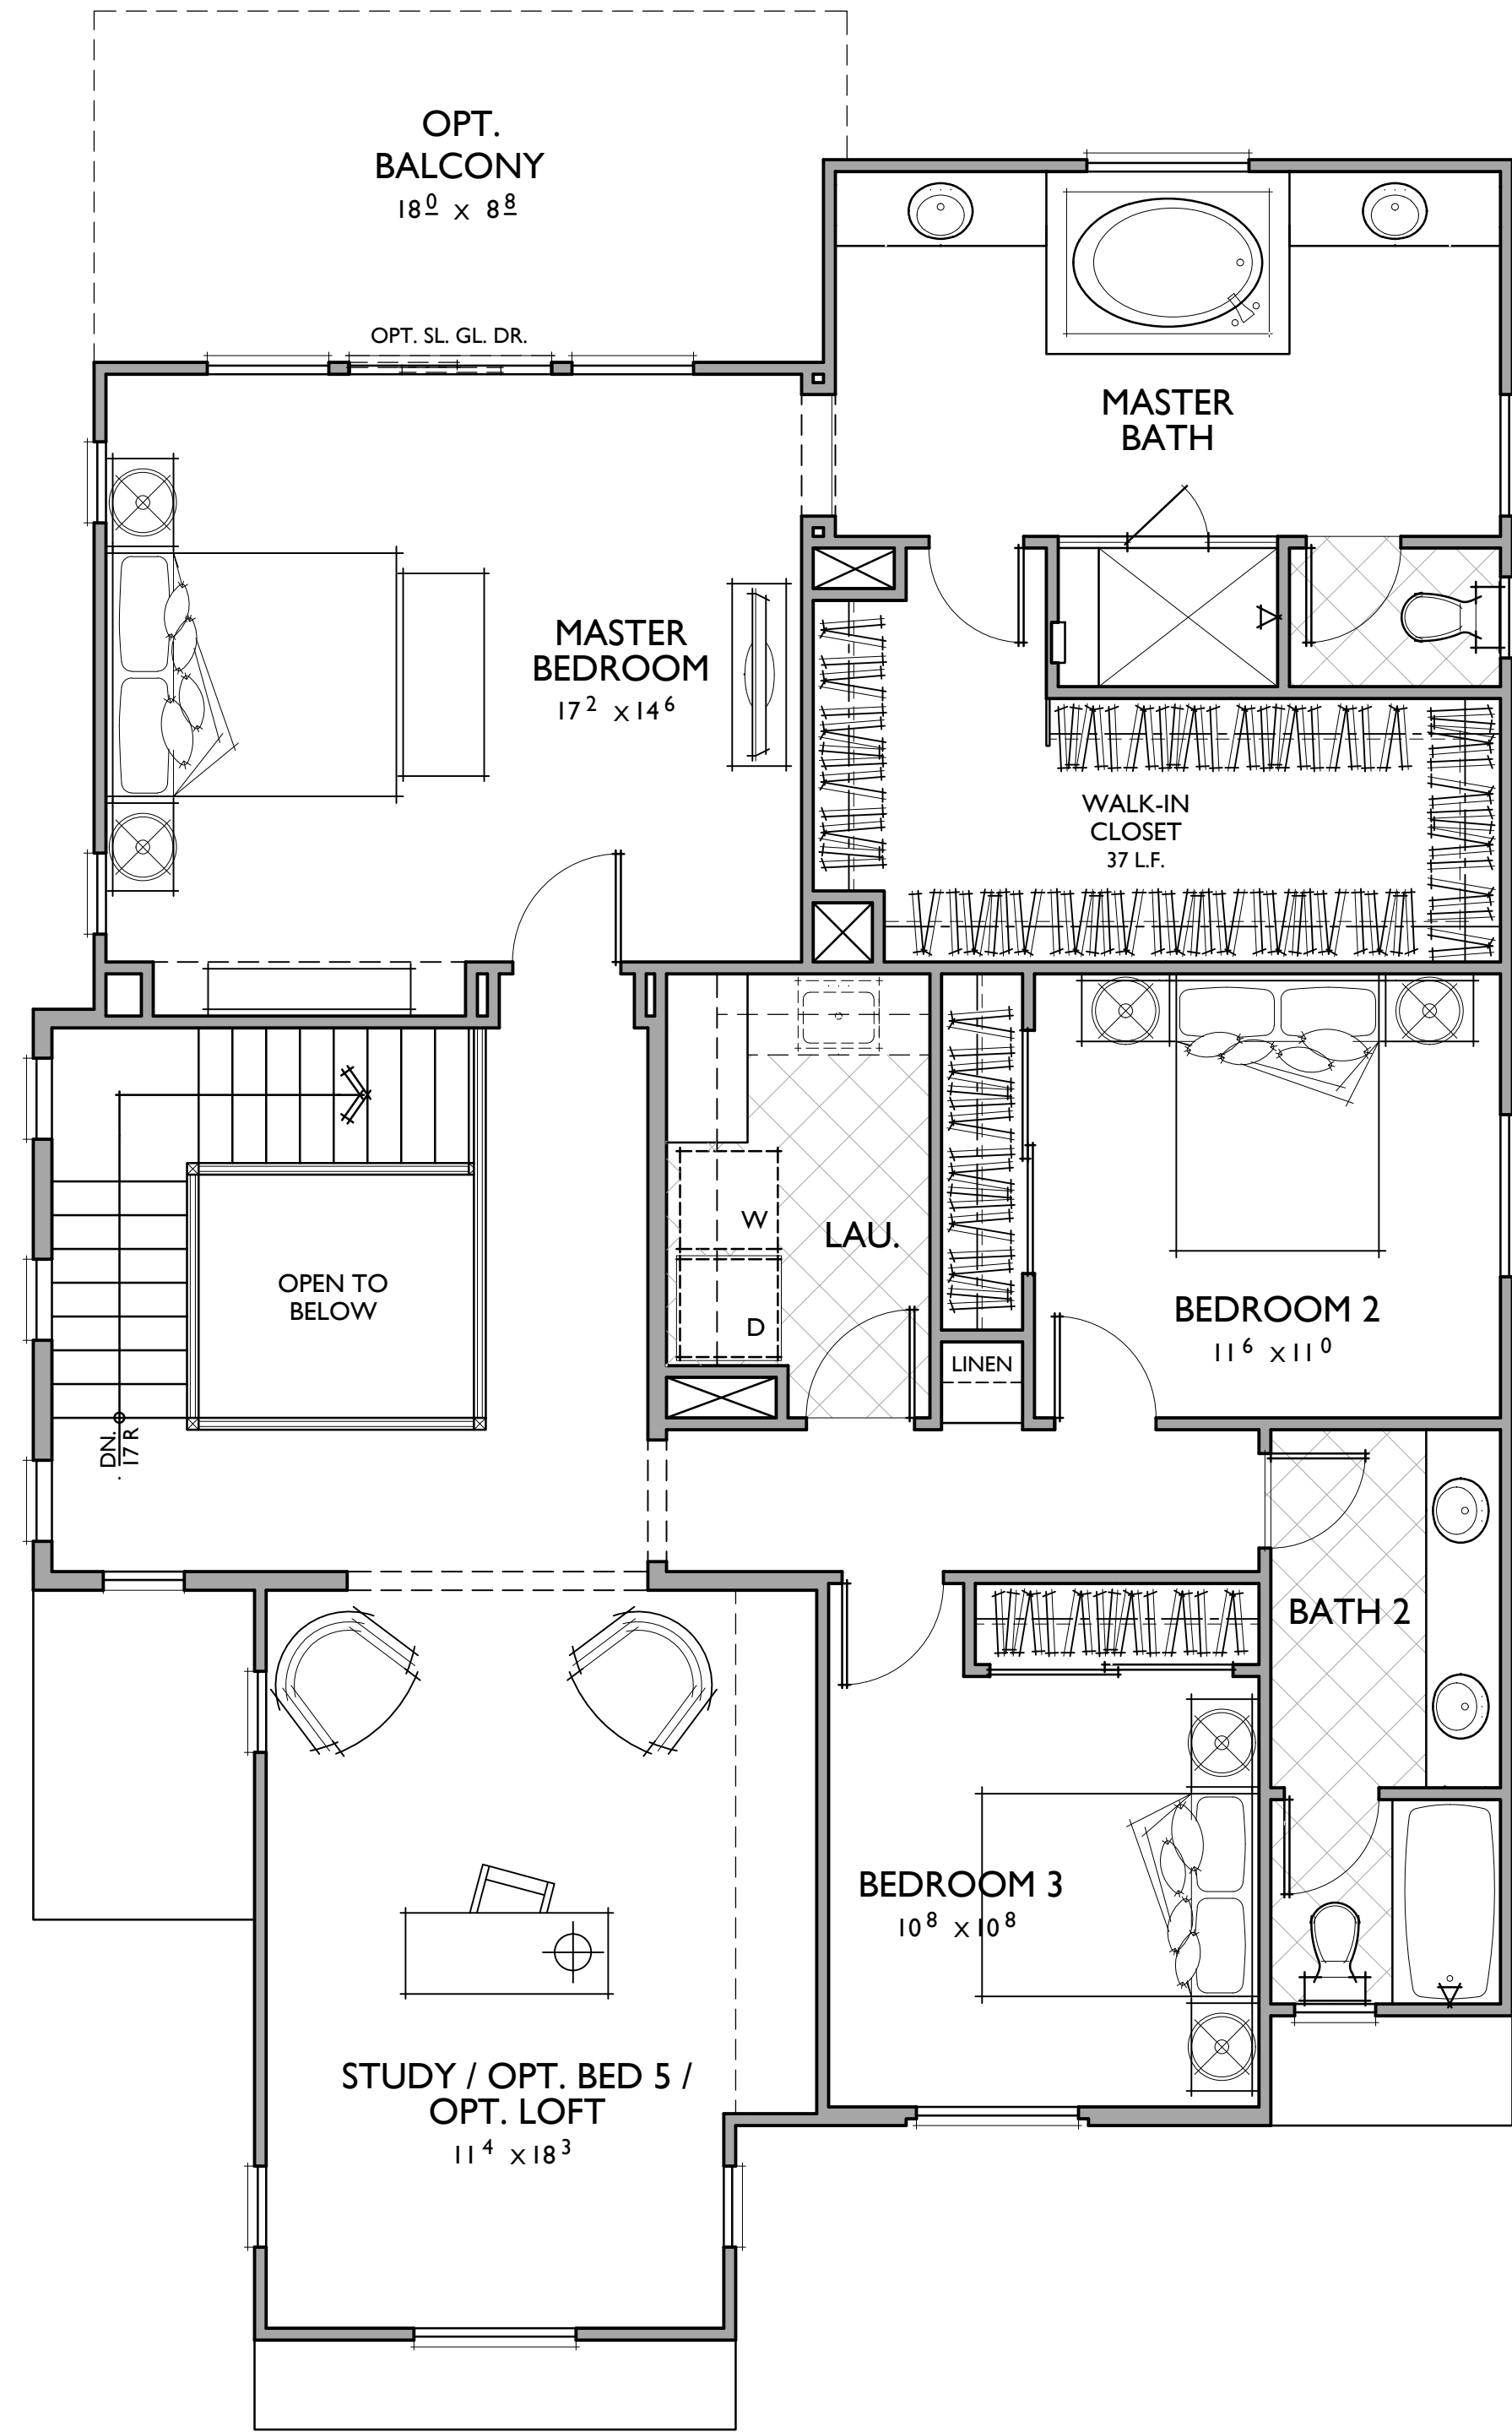 OPT.
BALCONY
18⁰ x 8⁸
OPT. SL. GL. DR.
MASTER
BATH
MASTER
BEDROOM
17² x14⁶
WALK-IN
CLOSET
37 L.F.
W
LAU.
D
OPEN TO
BELOW
BEDROOM 2
11⁶ x11⁰
LINEN
DN.
17 R
BATH 2
BEDROOM 3
10⁸ x10⁸
STUDY / OPT. BED 5 /
OPT. LOFT
11⁴ x18³